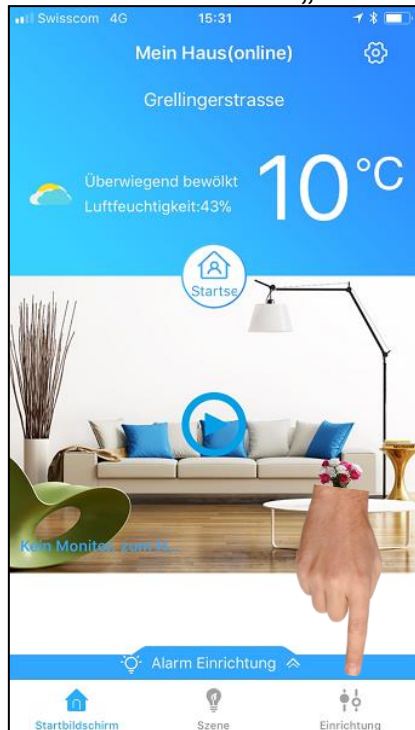 „
Swisscom 4G 15:31
Mein Haus(online)
Grellingerstrasse
Überwiegend bewölkt
Luftfeuchtigkeit:43%
10°C
Startse
Kein Monitor zum H...
Alarm Einrichtung
Startbildschirm Szene Einrichtung